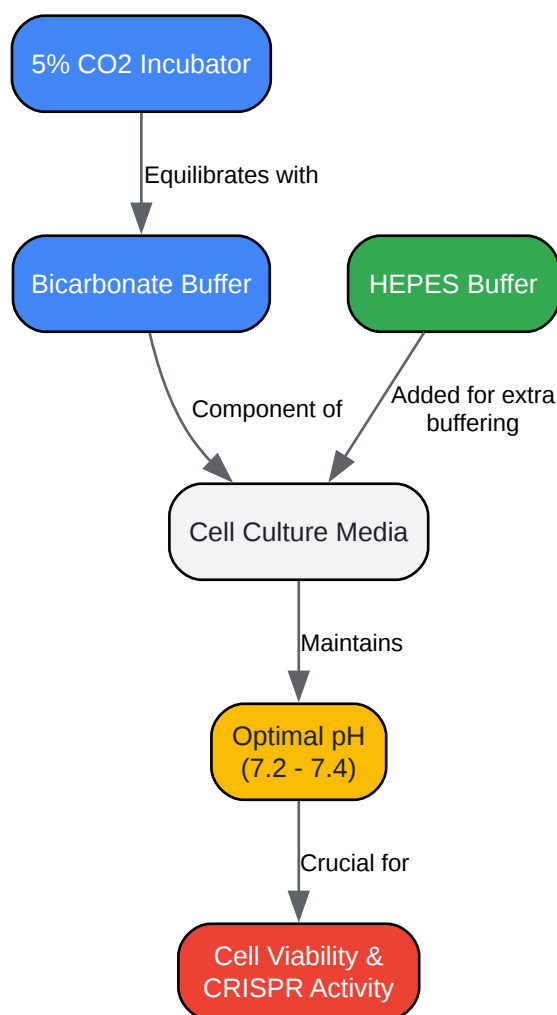 5% CO2 Incubator
Equilibrates with
Bicarbonate Buffer
HEPES Buffer
Component of
Added for extra
buffering
Cell Culture Media
Maintains
Optimal pH
(7.2 - 7.4)
Crucial for
Cell Viability &
CRISPR Activity